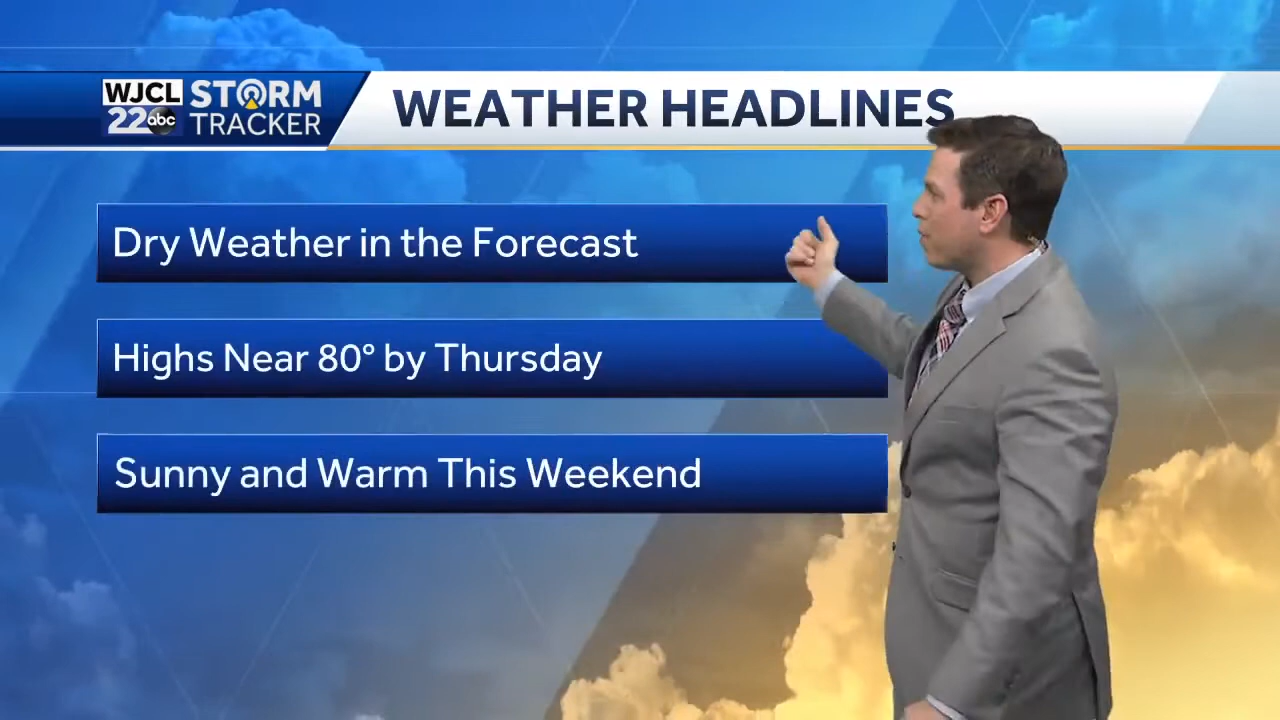 WJCL
22 abc
STORM
TRACKER
WEATHER HEADLINES
Dry Weather in the Forecast
Highs Near 80° by Thursday
Sunny and Warm This Weekend